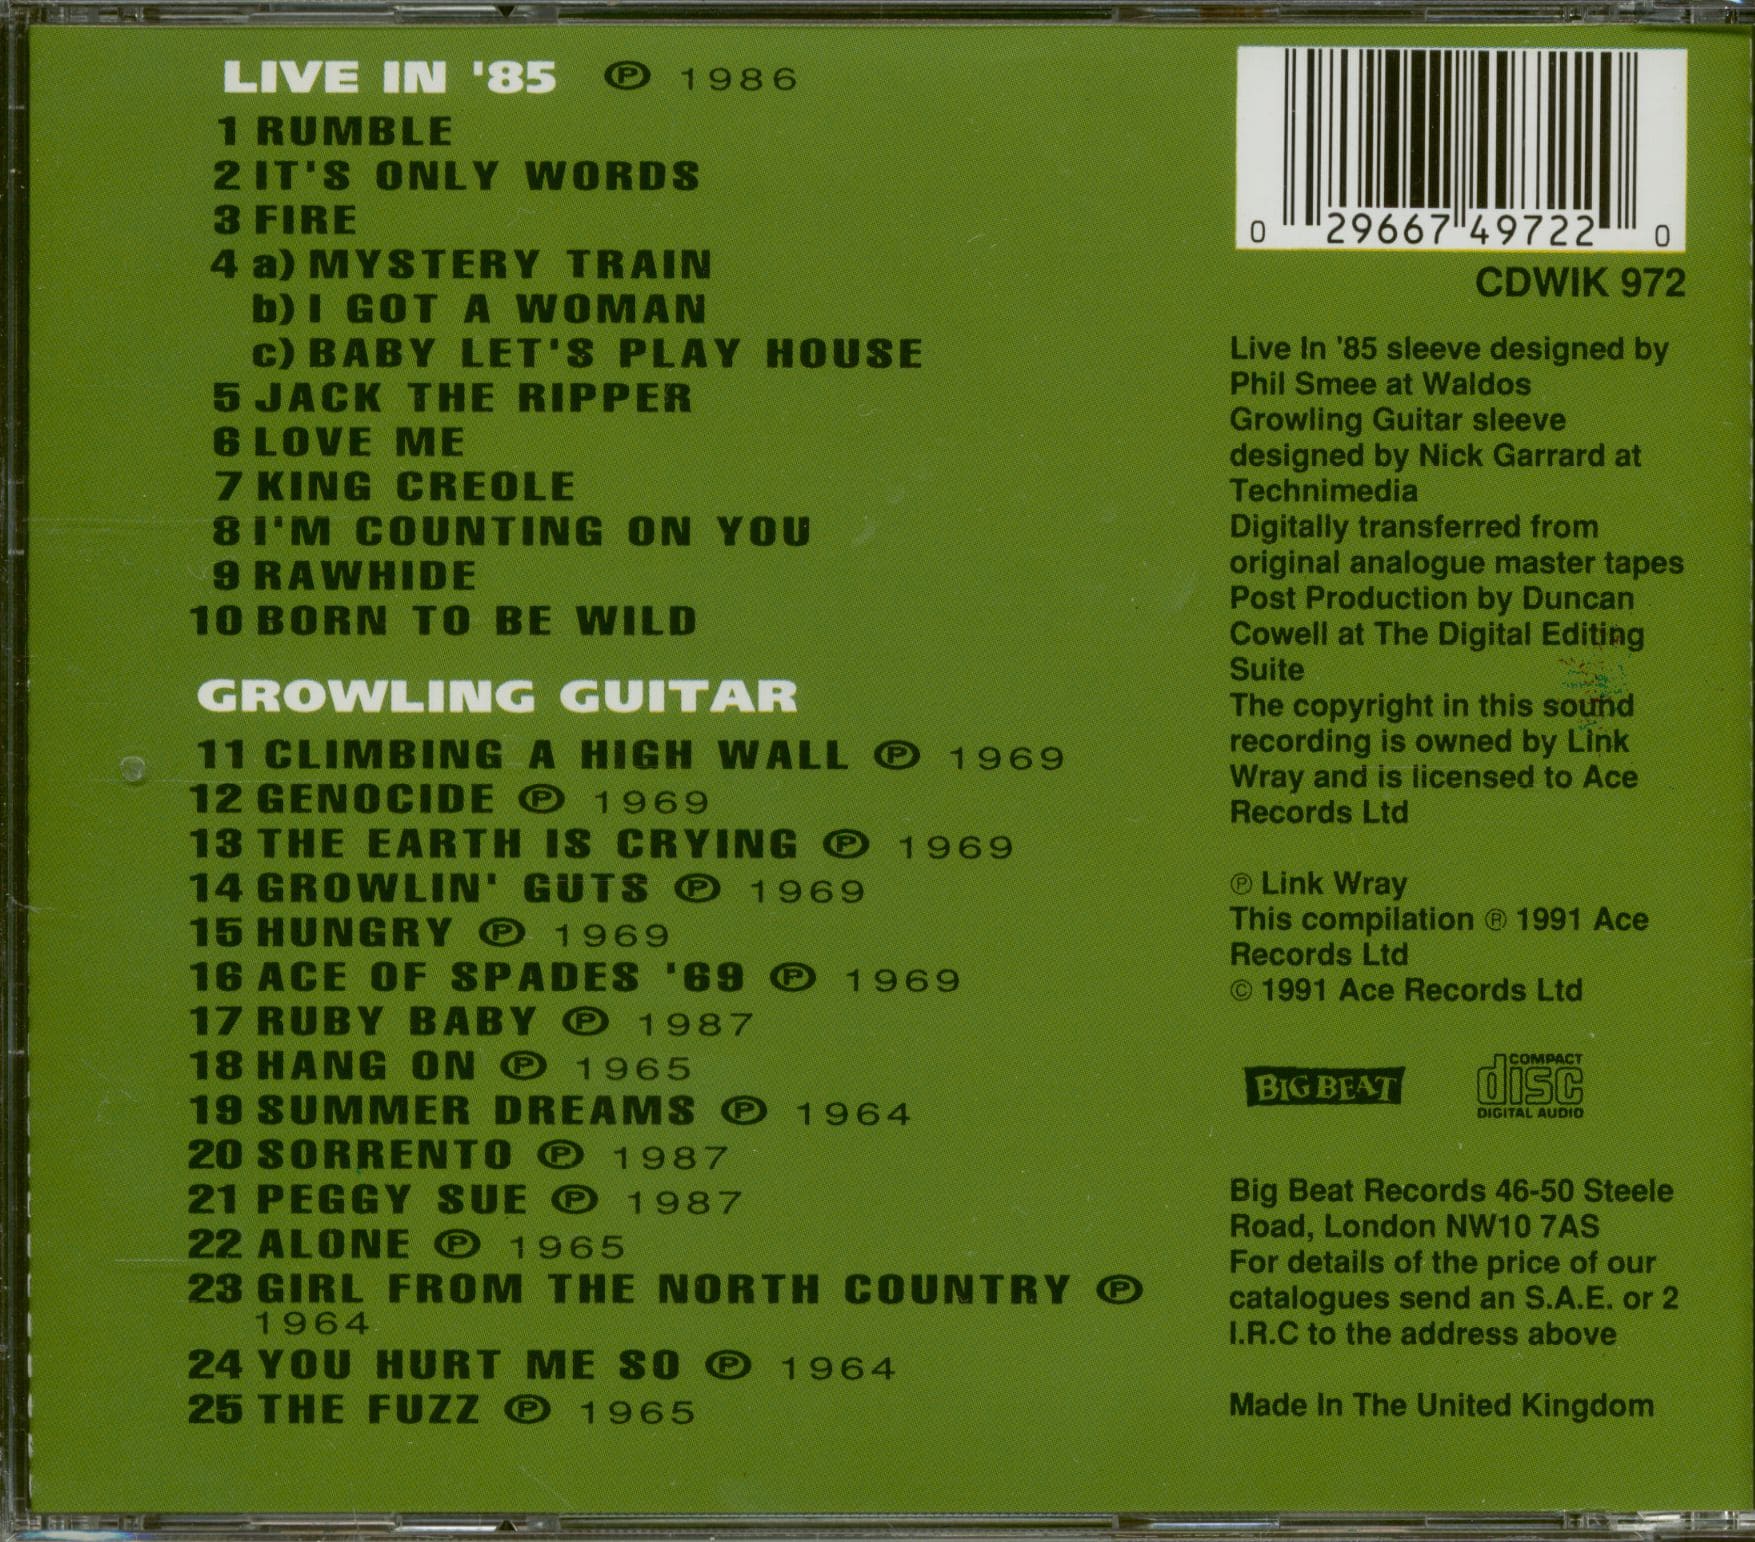 LIVE IN '85 ℗ 1986
1 RUMBLE
2 IT'S ONLY WORDS
3 FIRE
4 a) MYSTERY TRAIN
b) I GOT A WOMAN
c) BABY LET'S PLAY HOUSE
5 JACK THE RIPPER
6 LOVE ME
7 KING CREOLE
8 I'M COUNTING ON YOU
9 RAWHIDE
10 BORN TO BE WILD
GROWLING GUITAR
11 CLIMBING A HIGH WALL ℗ 1969
12 GENOCIDE ℗ 1969
13 THE EARTH IS CRYING ℗ 1969
14 GROWLIN' GUTS ℗ 1969
15 HUNGRY ℗ 1969
16 ACE OF SPADES '69 ℗ 1969
17 RUBY BABY ℗ 1987
18 HANG ON ℗ 1965
19 SUMMER DREAMS ℗ 1964
20 SORRENTO ℗ 1987
21 PEGGY SUE ℗ 1987
22 ALONE ℗ 1965
23 GIRL FROM THE NORTH COUNTRY ℗
1964
24 YOU HURT ME SO ℗ 1964
25 THE FUZZ ℗ 1965
0 29667 49722 0
CDWIK 972
Live In '85 sleeve designed by
Phil Smee at Waldos
Growling Guitar sleeve
designed by Nick Garrard at
Technimedia
Digitally transferred from
original analogue master tapes
Post Production by Duncan
Cowell at The Digital Editing
Suite
The copyright in this sound
recording is owned by Link
Wray and is licensed to Ace
Records Ltd
℗ Link Wray
This compilation ® 1991 Ace
Records Ltd
© 1991 Ace Records Ltd
BIG BEAT
COMPACT
disc
DIGITAL AUDIO
Big Beat Records 46-50 Steele
Road, London NW10 7AS
For details of the price of our
catalogues send an S.A.E. or 2
I.R.C to the address above
Made In The United Kingdom